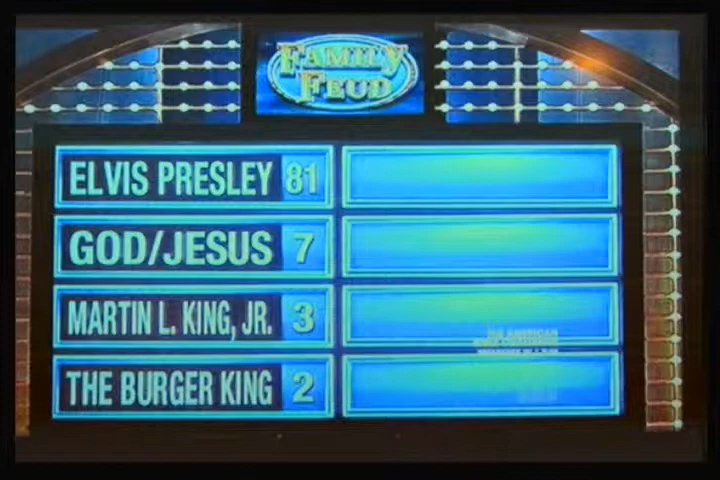 FAMILY
FEUD
ELVIS PRESLEY 81
GOD/JESUS 7
MARTIN L. KING, JR. 3
THE BURGER KING 2